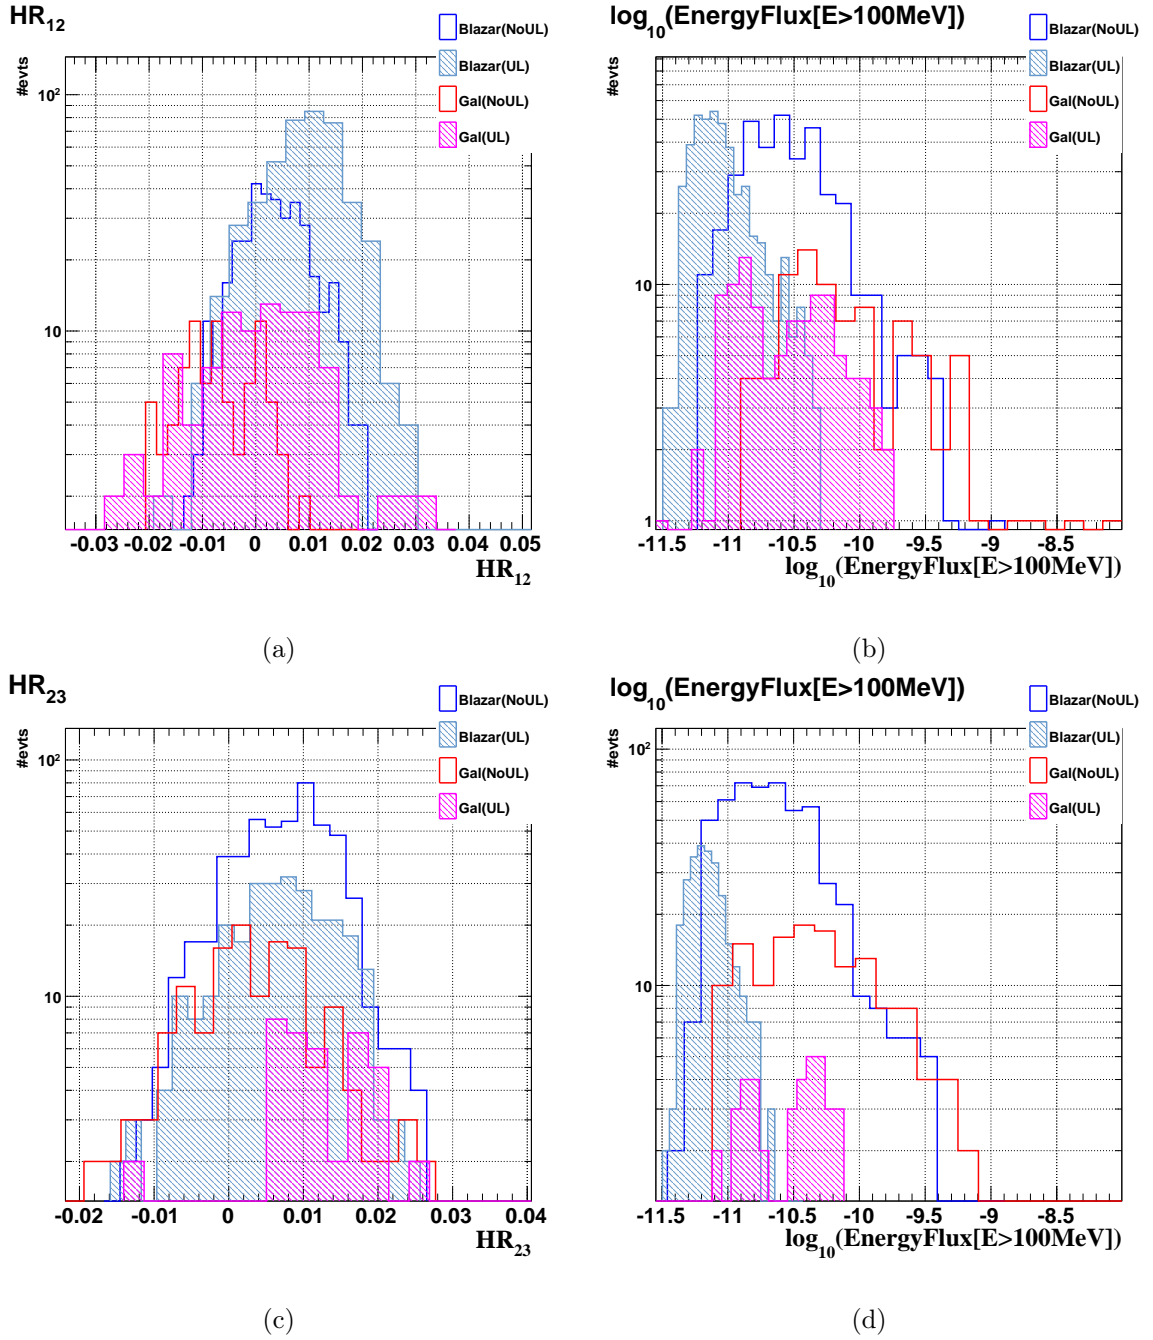 HR12
Blazar(NoUL)
Blazar(UL)
Gal(NoUL)
Gal(UL)
#evts
10²
10
-0.03 -0.02 -0.01 0 0.01 0.02 0.03 0.04 0.05
HR12
(a)
log10(EnergyFlux[E>100MeV])
Blazar(NoUL)
Blazar(UL)
Gal(NoUL)
Gal(UL)
#evts
10
10
1
-11.5 -11 -10.5 -10 -9.5 -9 -8.5
log10(EnergyFlux[E>100MeV])
(b)
HR23
Blazar(NoUL)
Blazar(UL)
Gal(NoUL)
Gal(UL)
#evts
10²
10
-0.02 -0.01 0 0.01 0.02 0.03 0.04
HR23
(c)
log10(EnergyFlux[E>100MeV])
Blazar(NoUL)
Blazar(UL)
Gal(NoUL)
Gal(UL)
#evts
10²
10
-11.5 -11 -10.5 -10 -9.5 -9 -8.5
log10(EnergyFlux[E>100MeV])
(d)